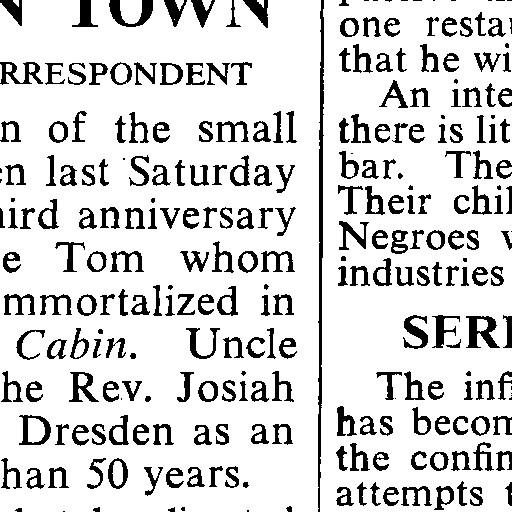 N TOWN
RRESPONDENT
n of the small
en last Saturday
hird anniversary
e Tom whom
mmortalized in
Cabin. Uncle
he Rev. Josiah
Dresden as an
han 50 years.
one restau
that he wi
An inte
there is lit
bar. The
Their chil
Negroes w
industries
SERI
The infl
has becom
the confin
attempts t